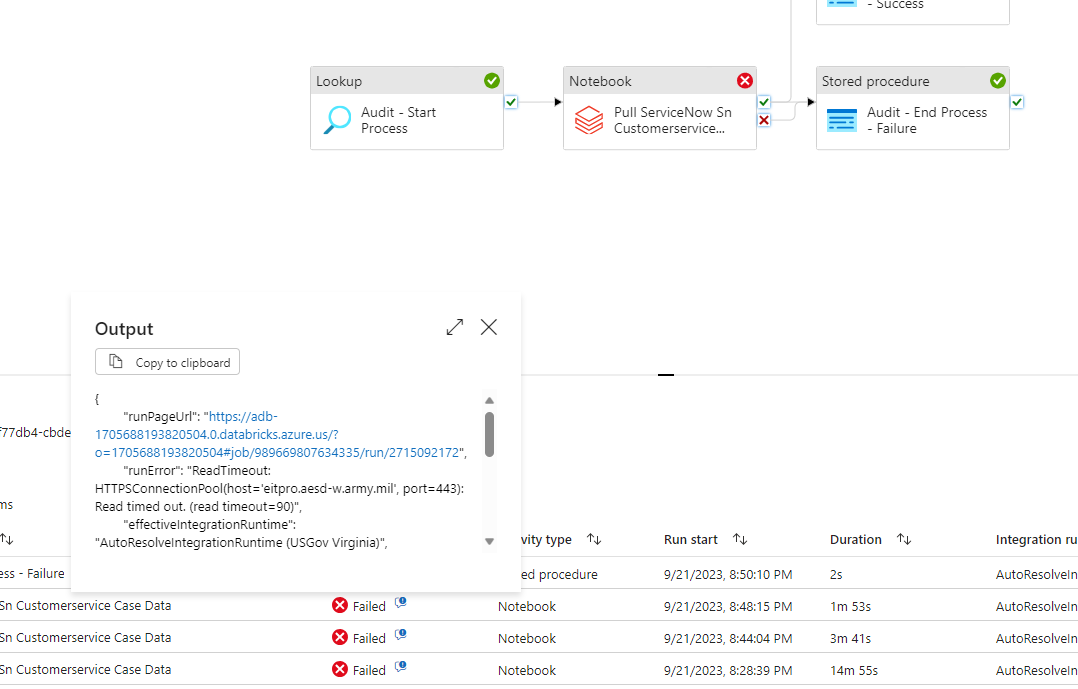 - Success
Lookup
Audit - Start
Process
Notebook
Pull ServiceNow Sn
Customerservice...
Stored procedure
Audit - End Process
- Failure
Output
Copy to clipboard
{
"runPageUrl": "https://adb-
1705688193820504.0.databricks.azure.us/?
o=1705688193820504#job/989669807634335/run/2715092172",
"runError": "ReadTimeout:
HTTPSConnectionPool(host='eitpro.aesd-w.army.mil', port=443):
Read timed out. (read timeout=90)",
"effectiveIntegrationRuntime":
"AutoResolveIntegrationRuntime (USGov Virginia)",
f77db4-cbde
ms
vity type Run start Duration Integration ru
ess - Failure ed procedure 9/21/2023, 8:50:10 PM 2s AutoResolveIn
Sn Customerservice Case Data Failed Notebook 9/21/2023, 8:48:15 PM 1m 53s AutoResolveIn
Sn Customerservice Case Data Failed Notebook 9/21/2023, 8:44:04 PM 3m 41s AutoResolveIn
Sn Customerservice Case Data Failed Notebook 9/21/2023, 8:28:39 PM 14m 55s AutoResolveIn